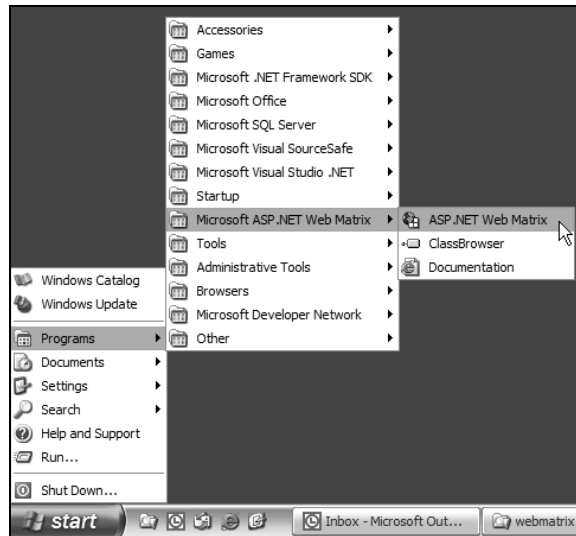 Accessories
Games
Microsoft .NET Framework SDK
Microsoft Office
Microsoft SQL Server
Microsoft Visual SourceSafe
Microsoft Visual Studio .NET
Startup
Microsoft ASP.NET Web Matrix
Tools
Administrative Tools
Browsers
Microsoft Developer Network
Other
ASP.NET Web Matrix
ClassBrowser
Documentation
Windows Catalog
Windows Update
Programs
Documents
Settings
Search
Help and Support
Run...
Shut Down...
start
Inbox - Microsoft Out...
webmatrix